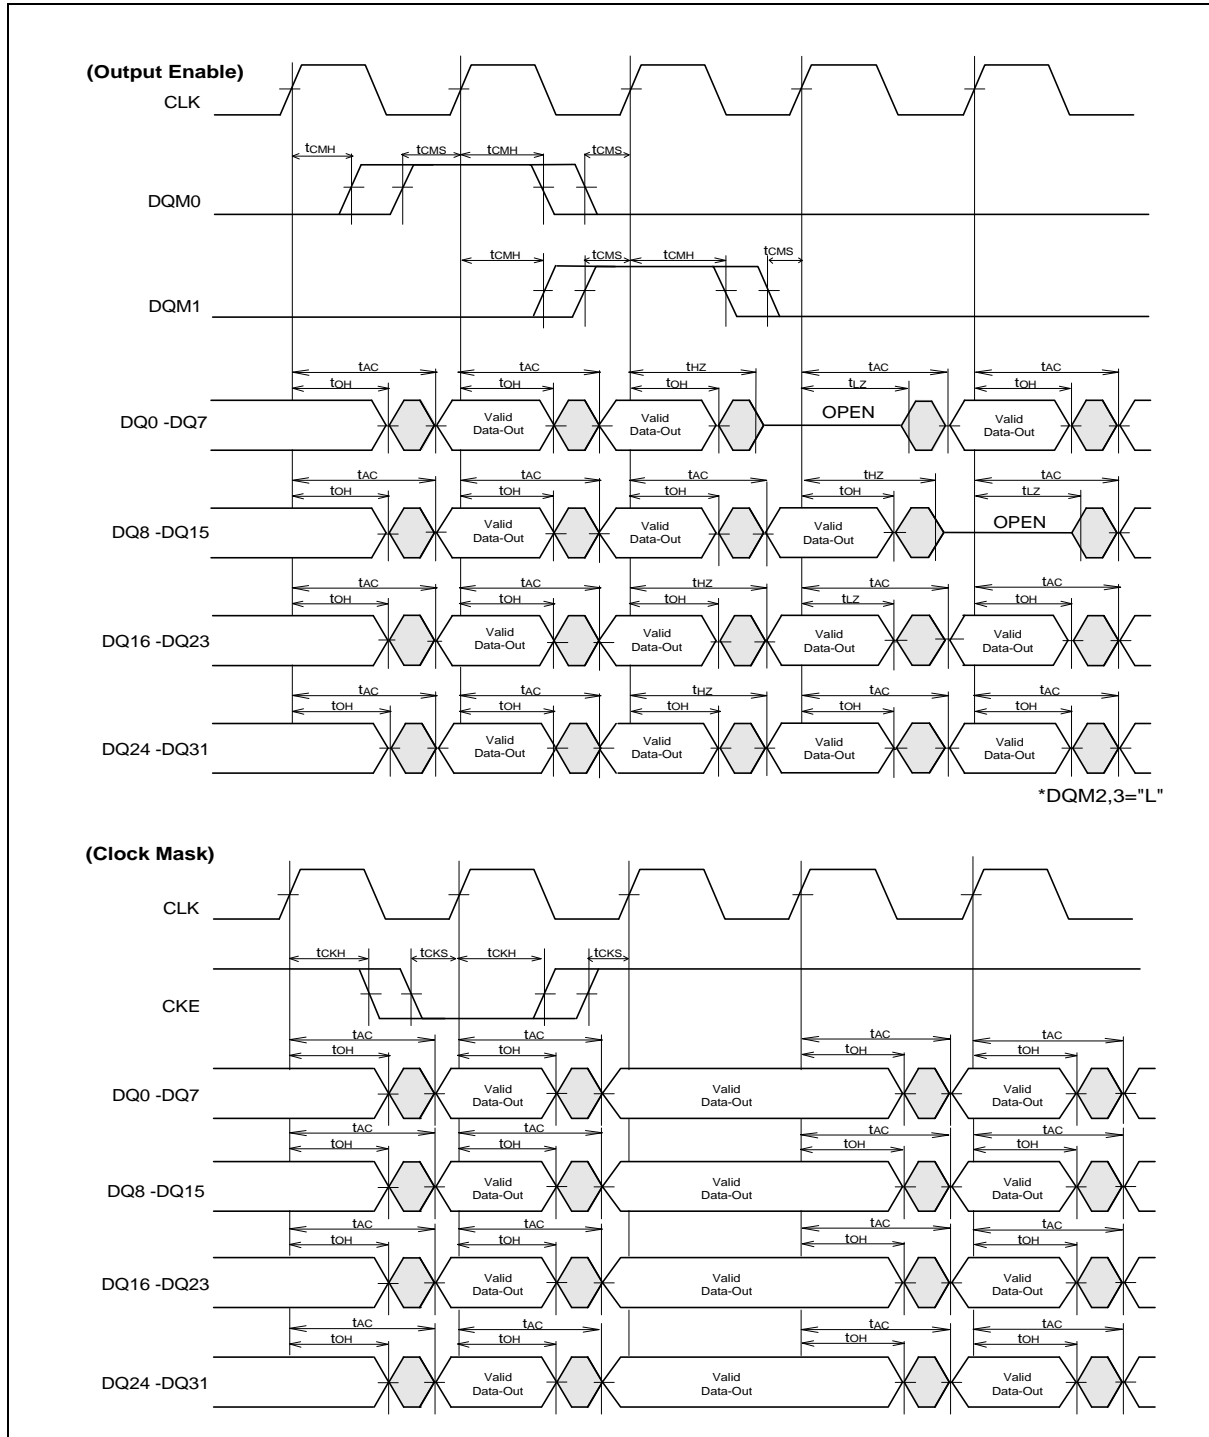 (Output Enable)
CLK
tCMH tCMS tCMH tCMS
DQM0
tCMH tCMS tCMH tCMS
DQM1
tAC tAC tHZ tAC tAC
tOH tOH tOH tLZ tOH
DQ0 -DQ7 Valid Data-Out Valid Data-Out OPEN Valid Data-Out
tAC tAC tAC tHZ tAC
tOH tOH tOH tOH tLZ
DQ8 -DQ15 Valid Data-Out Valid Data-Out Valid Data-Out OPEN
tAC tAC tHZ tAC tAC
tOH tOH tOH tLZ tOH
DQ16 -DQ23 Valid Data-Out Valid Data-Out Valid Data-Out Valid Data-Out
tAC tAC tHZ tAC tAC
tOH tOH tOH tOH tOH
DQ24 -DQ31 Valid Data-Out Valid Data-Out Valid Data-Out Valid Data-Out
*DQM2,3="L"
(Clock Mask)
CLK
tCKH tCKS tCKH tCKS
CKE
tAC tAC tAC tAC
tOH tOH tOH tOH
DQ0 -DQ7 Valid Data-Out Valid Data-Out Valid Data-Out
tAC tAC tAC tAC
tOH tOH tOH tOH
DQ8 -DQ15 Valid Data-Out Valid Data-Out Valid Data-Out
tAC tAC tAC tAC
tOH tOH tOH tOH
DQ16 -DQ23 Valid Data-Out Valid Data-Out Valid Data-Out
tAC tAC tAC tAC
tOH tOH tOH tOH
DQ24 -DQ31 Valid Data-Out Valid Data-Out Valid Data-Out